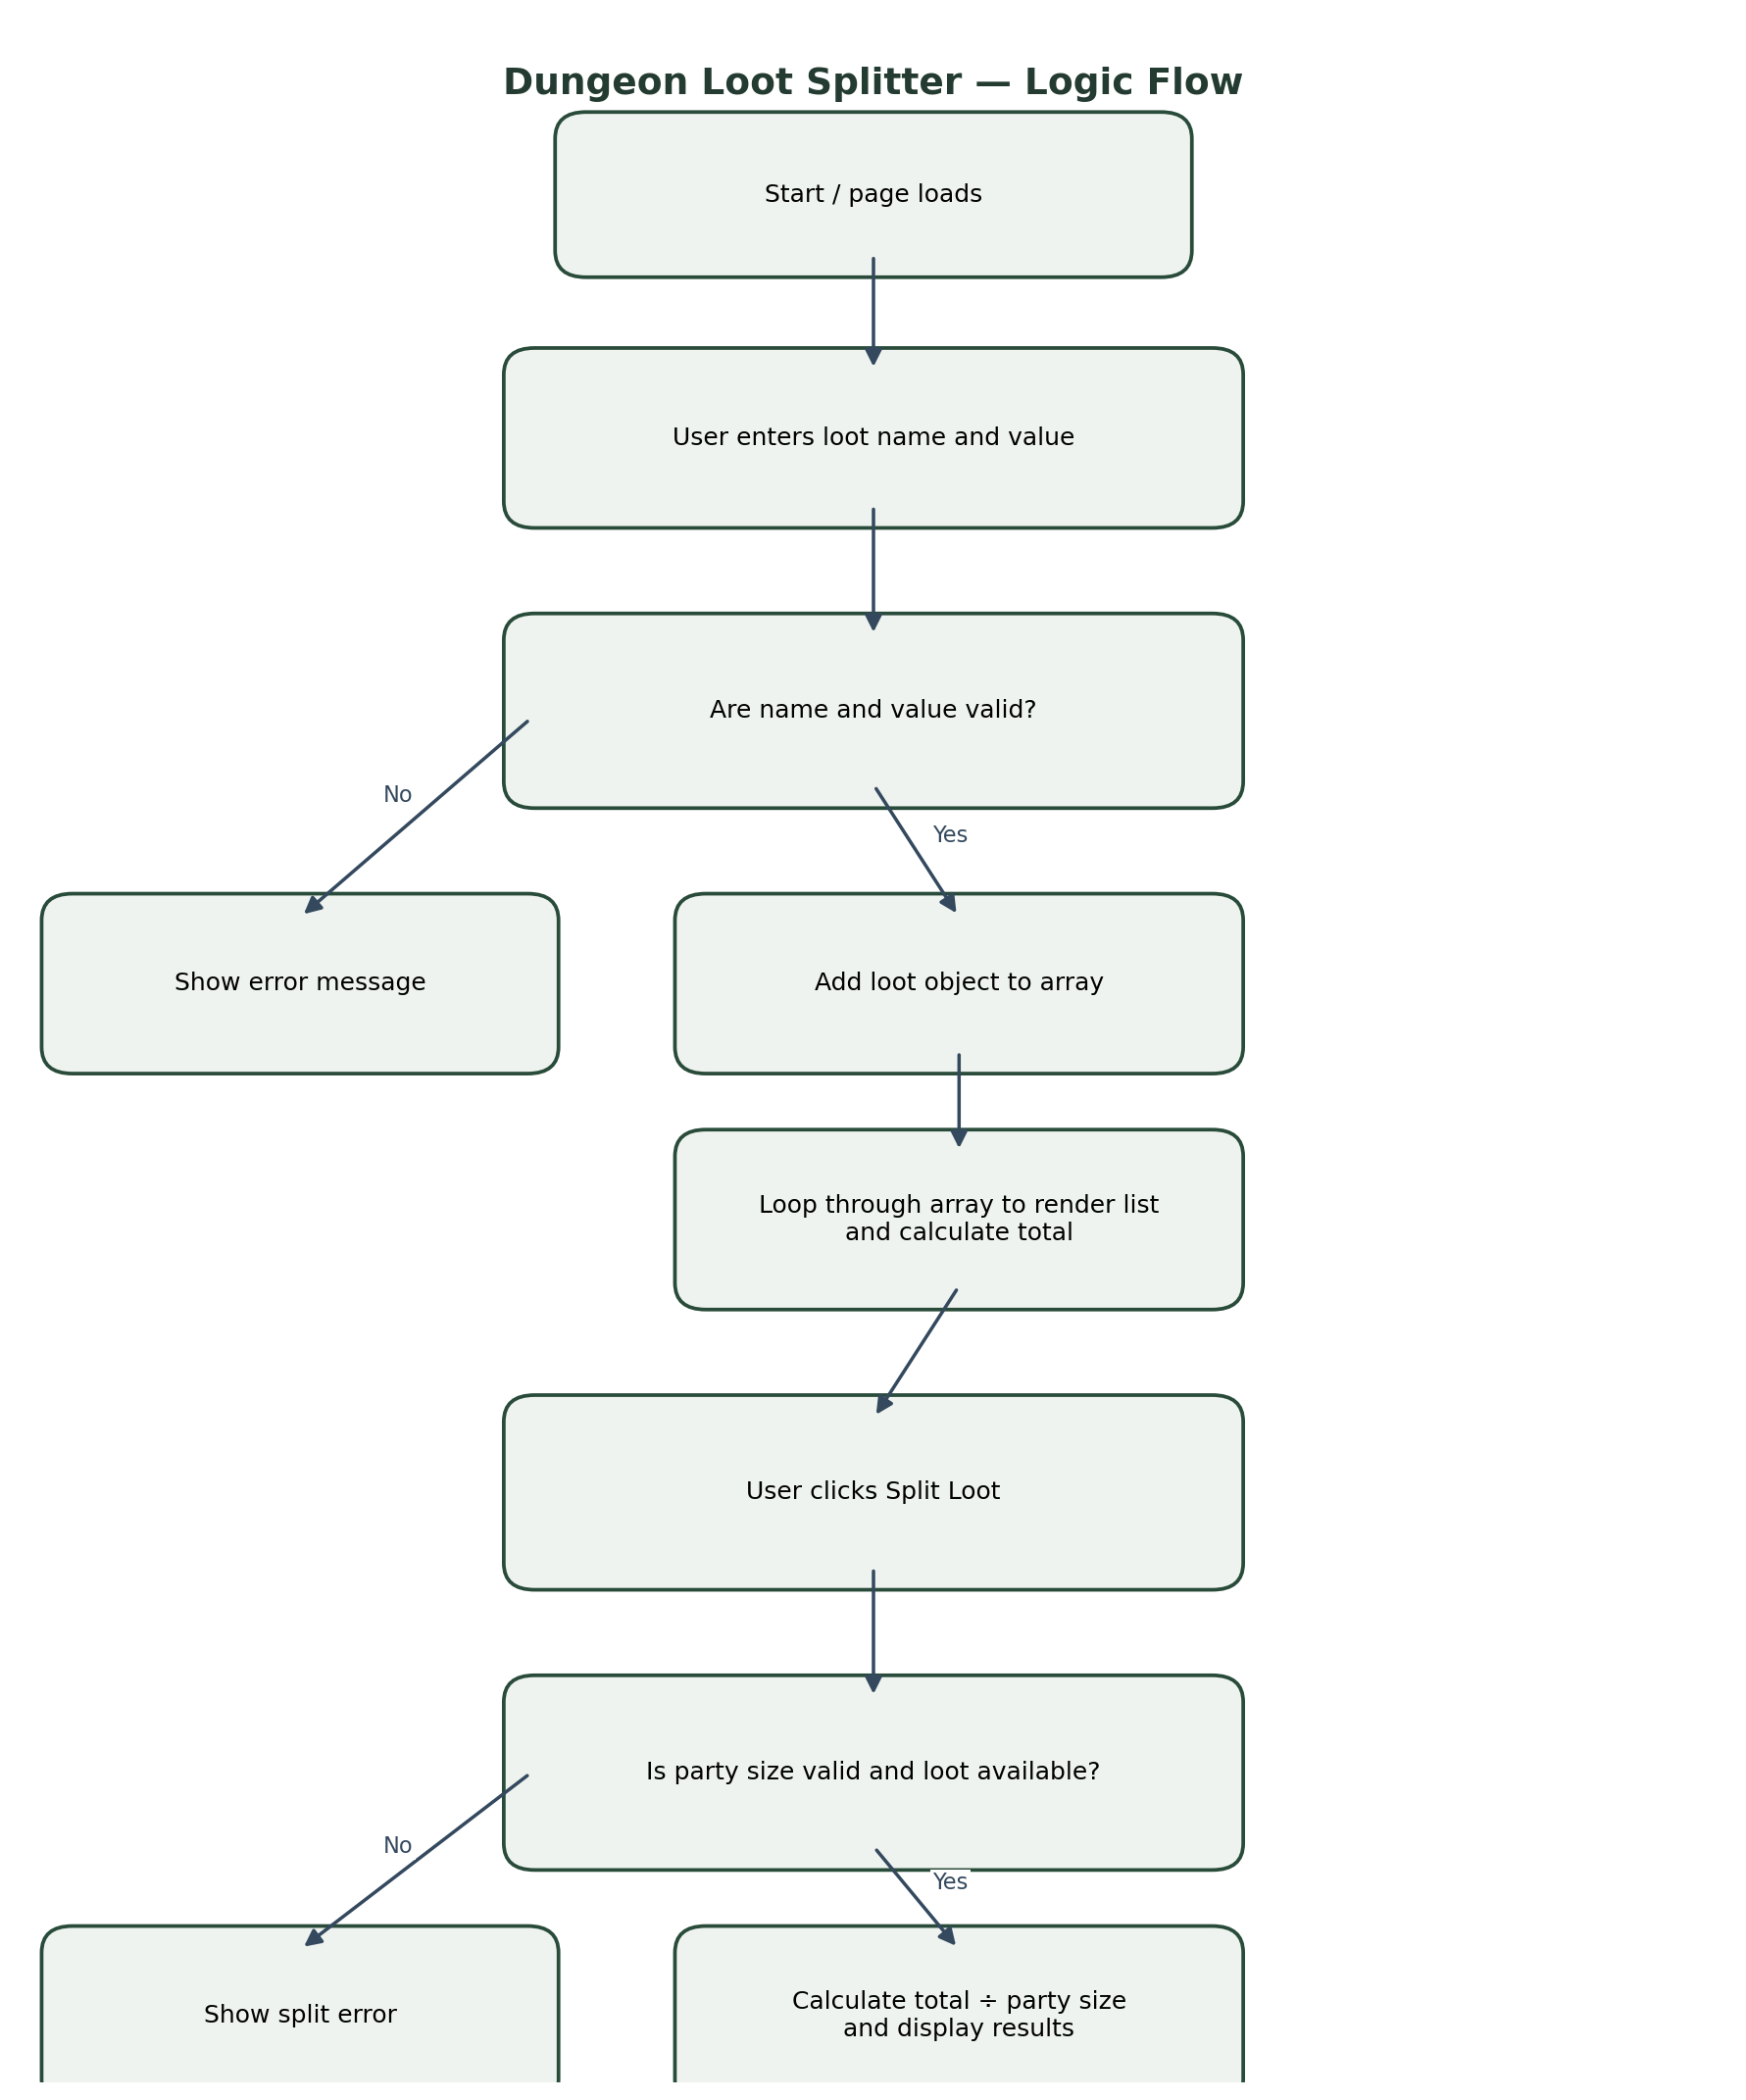 Dungeon Loot Splitter — Logic Flow
Start / page loads
User enters loot name and value
Are name and value valid?
No
Yes
Show error message
Add loot object to array
Loop through array to render list
and calculate total
User clicks Split Loot
Is party size valid and loot available?
No
Yes
Show split error
Calculate total ÷ party size
and display results